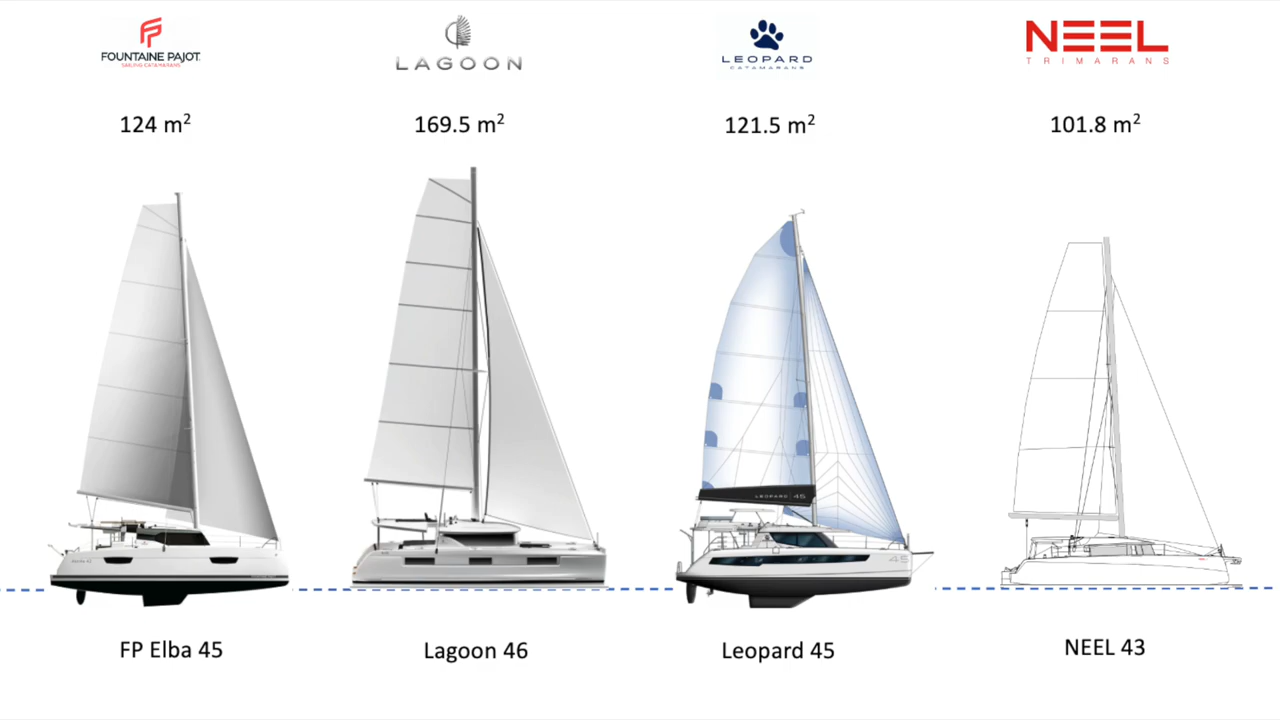 FOUNTAINE PAJOT
SAILING CATAMARANS
LAGOON
LEOPARD
CATAMARANS
NEEL
TRIMARANS
124 m²
169.5 m²
121.5 m²
101.8 m²
LEOPARD 45
45
FP Elba 45
Lagoon 46
Leopard 45
NEEL 43